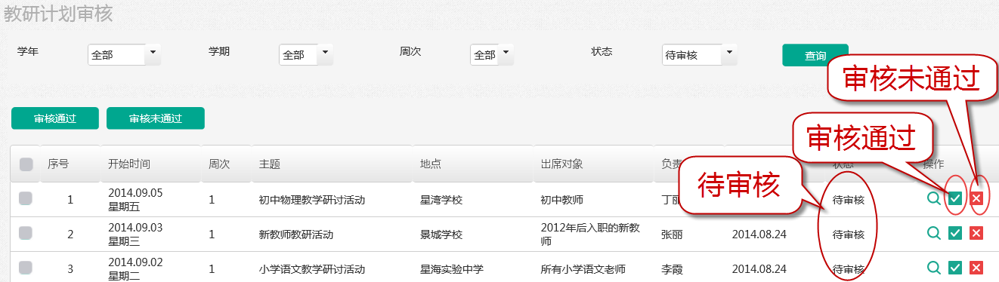 教研计划审核
学年 全部 学期 全部 周次 全部 状态 待审核 查询
审核未通过
审核通过 审核未通过
审核通过
序号 开始时间 周次 主题 地点 出席对象 负责 状态 操作
待审核
1 2014.09.05 星期五 1 初中物理教学研讨活动 星湾学校 初中教师 丁丽 待审核
2 2014.09.03 星期三 1 新教师教研活动 景城学校 2012年后入职的新教师 张丽 2014.08.24 待审核
3 2014.09.02 星期二 1 小学语文教学研讨活动 星海实验中学 所有小学语文老师 李霞 2014.08.24 待审核